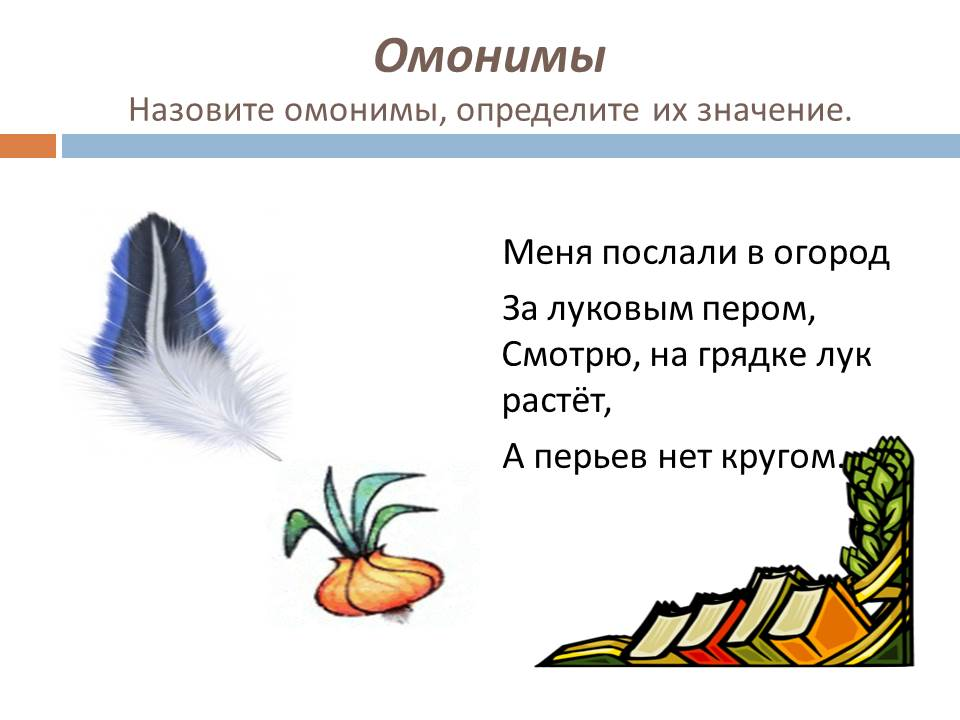 Омонимы
Назовите омонимы, определите их значение.
Меня послали в огород
За луковым пером,
Смотрю, на грядке лук
растёт,
А перьев нет кругом.